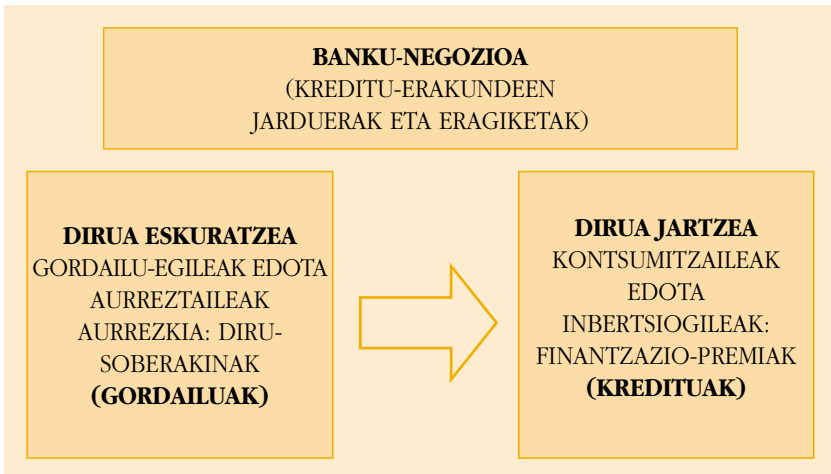 BANKU-NEGOZIOA
(KREDITU-ERAKUNDEEN
JARDUERAK ETA ERAGIKETAK)
DIRUA ESKURATZEA
GORDAILU-EGILEAK EDOTA
AURREZTAILEAK
AURREZKIA: DIRU-
SOBERAKINAK
(GORDAILUAK)
DIRUA JARTZEA
KONTSUMITZAILEAK
EDOTA
INBERTSIOGILEAK:
FINANTZAZIO-PREMIAK
(KREDITUAK)